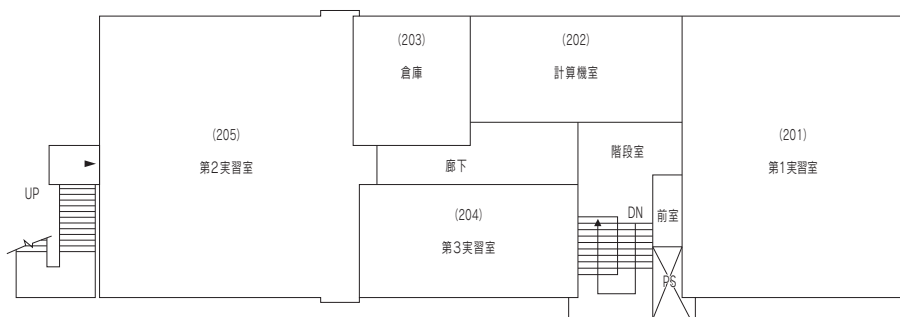 (203)
倉庫
(202)
計算機室
(205)
第2実習室
(201)
第1実習室
廊下
階段室
UP
(204)
第3実習室
DN
前室
PS